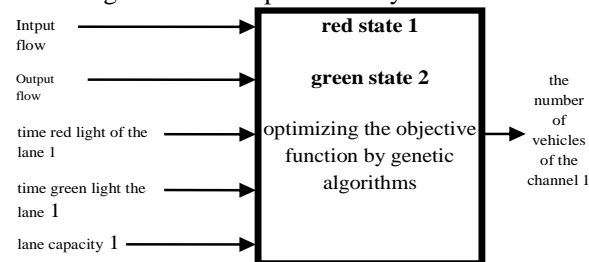 Intput
flow
Output
flow
time red light of the
lane 1
time green light the
lane 1
lane capacity 1
red state 1
green state 2
optimizing the objective
function by genetic
algorithms
the
number
of
vehicles
of the
channel 1